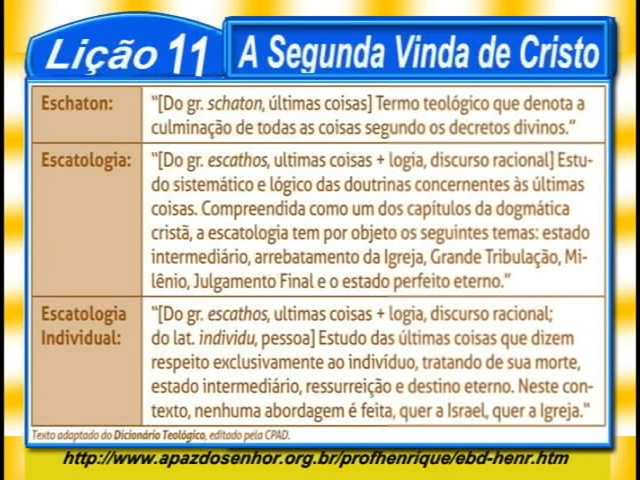 Lição 11
A Segunda Vinda de Cristo
Eschaton:
"[Do gr. schaton, últimas coisas] Termo teológico que denota a
culminação de todas as coisas segundo os decretos divinos."
Escatologia:
"[Do gr. escathos, ultimas coisas + logia, discurso racional] Estu-
do sistemático e lógico das doutrinas concernentes às últimas
coisas. Compreendida como um dos capítulos da dogmática
cristã, a escatologia tem por objeto os seguintes temas: estado
intermediário, arrebatamento da Igreja, Grande Tribulação, Mi-
lênio, Julgamento Final e o estado perfeito eterno."
Escatologia
Individual:
"[Do gr. escathos, ultimas coisas + logia, discurso racional;
do lat. individu, pessoa] Estudo das últimas coisas que dizem
respeito exclusivamente ao indivíduo, tratando de sua morte,
estado intermediário, ressurreição e destino eterno. Neste con-
texto, nenhuma abordagem é feita, quer a Israel, quer a Igreja."
Texto adaptado do Dicionário Teológico, editado pela CPAD.
http://www.apazdosenhor.org.br/profhenrique/ebd-henr.htm